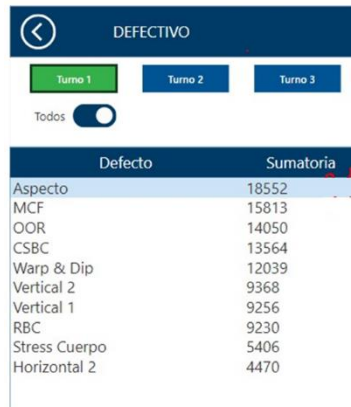 DEFECTIVO
Turno 1 Turno 2 Turno 3
Todos
Defecto Sumatoria
Aspecto 18552
MCF 15813
OOR 14050
CSBC 13564
Warp & Dip 12039
Vertical 2 9368
Vertical 1 9256
RBC 9230
Stress Cuerpo 5406
Horizontal 2 4470